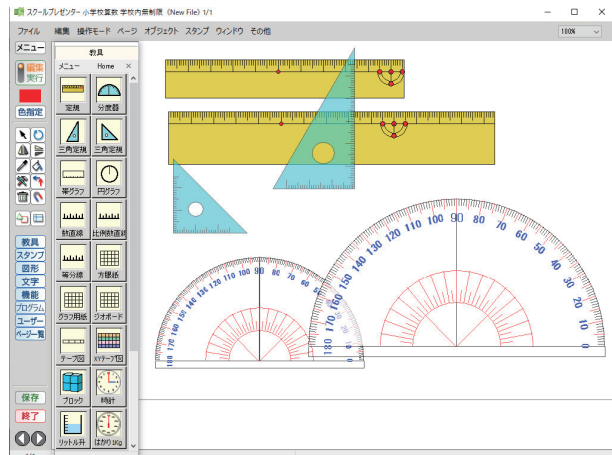 スクールプレゼンター 小学校算数 学校内無制限 (New File) 1/1
ファイル 編集 操作モード ページ オブジェクト スタンプ ウィンドウ その他
100%
メニュー
編集
実行
色指定
教具
スタンプ
図形
文字
機能
プログラム
ユーザー
ページ一覧
保存
終了
教具
メニュー Home ×
定規 分度器
三角定規 三角定規
帯グラフ 円グラフ
数直線 比例数直線
等分線 方眼紙
グラフ用紙 ジオボード
テープ図 XYテープ図
ブロック 時計
リットル升 はかり1Kg
180 170 160 150 140 130 120 110 100 90 80 70 60 50 40 30 20 10 0
180 170 160 150 140 130 120 110 100 90 80 70 60 50 40 30 20 10 0